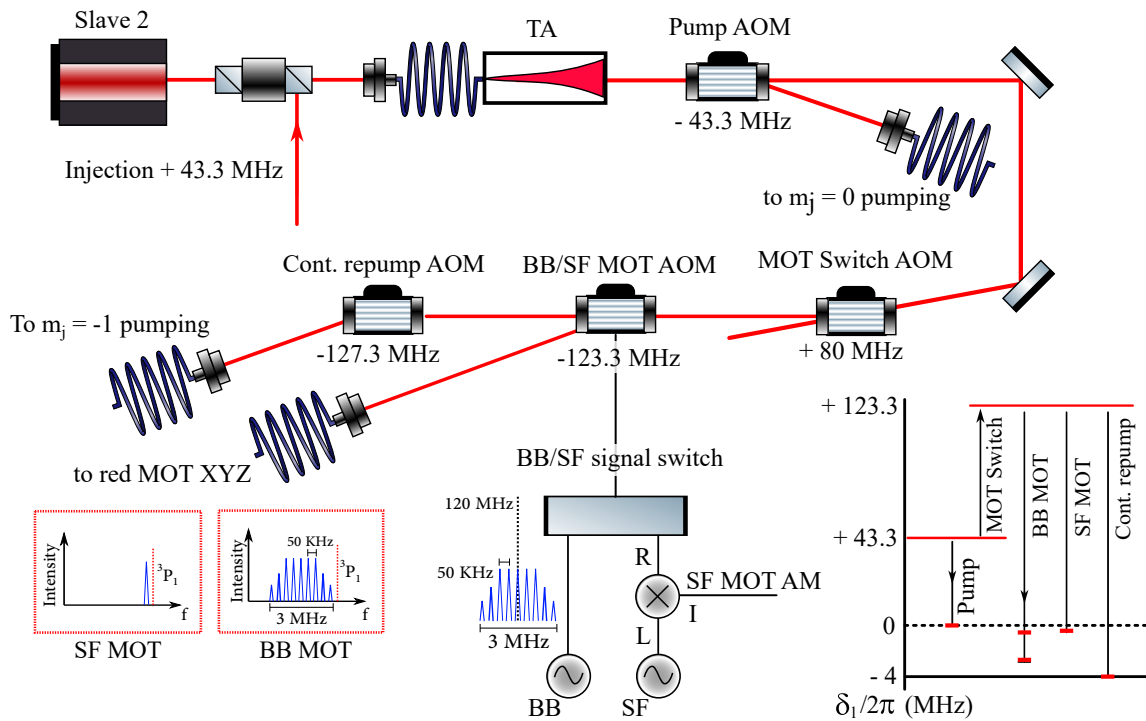 Slave 2
TA
Pump AOM
- 43.3 MHz
Injection + 43.3 MHz
to mj = 0 pumping
Cont. repump AOM
BB/SF MOT AOM
MOT Switch AOM
To mj = -1 pumping
-127.3 MHz
-123.3 MHz
+ 80 MHz
to red MOT XYZ
BB/SF signal switch
120 MHz
50 KHz
3 MHz
R
SF MOT AM
I
L
BB
SF
Intensity
3P1
f
SF MOT
Intensity
50 KHz
3P1
f
3 MHz
BB MOT
+ 123.3
MOT Switch
BB MOT
SF MOT
Cont. repump
+ 43.3
Pump
0
- 4
δ1/2π (MHz)